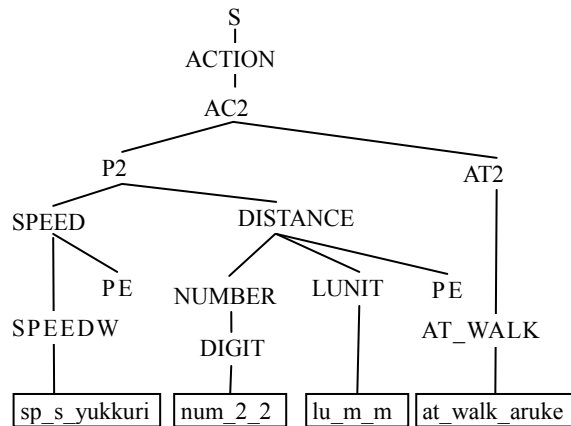 S
ACTION
AC2
P2 AT2
SPEED DISTANCE
PE NUMBER LUNIT PE
SPEEDW DIGIT AT_WALK
sp_s_yukkuri num_2_2 lu_m_m at_walk_aruke